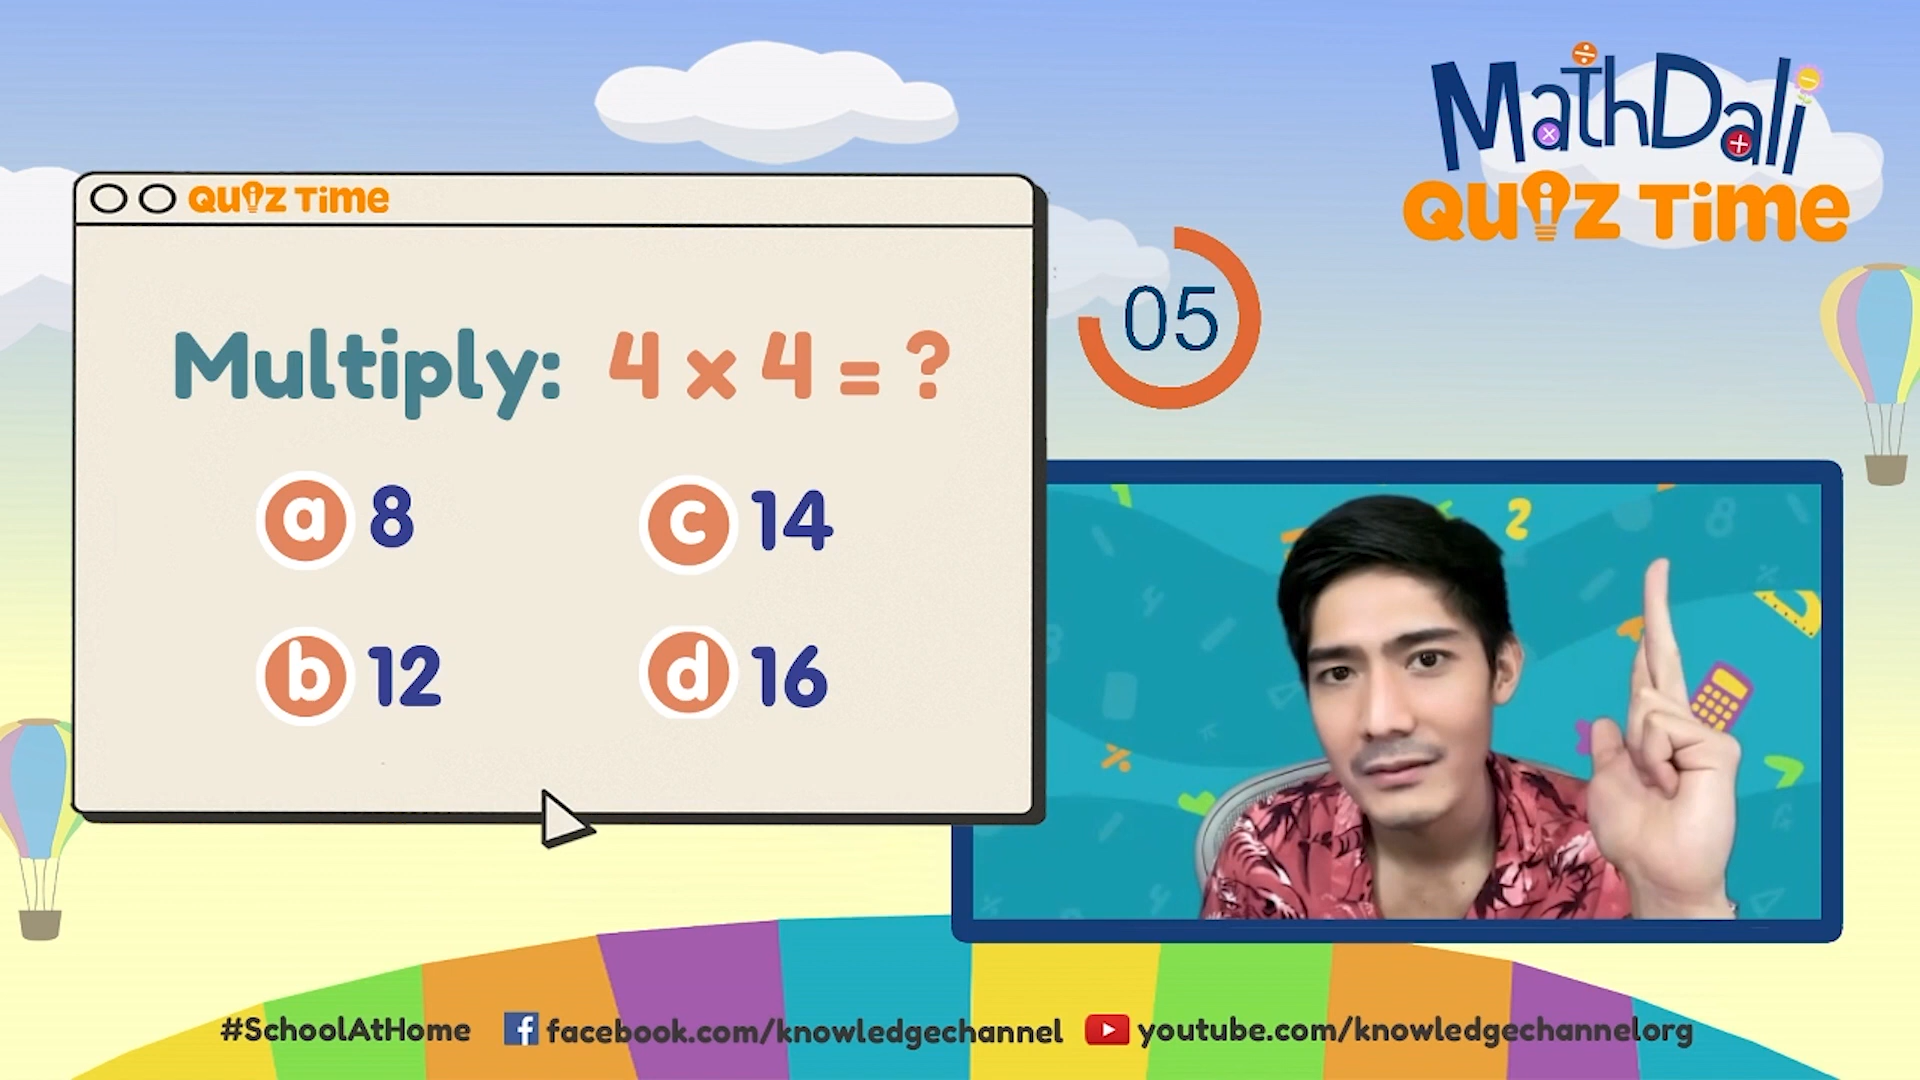 MathDali
Quiz Time
Quiz Time
Multiply: 4 x 4 = ?
a 8
b 12
c 14
d 16
05
2
8
#SchoolAtHome facebook.com/knowledgechannel youtube.com/knowledgechannelorg